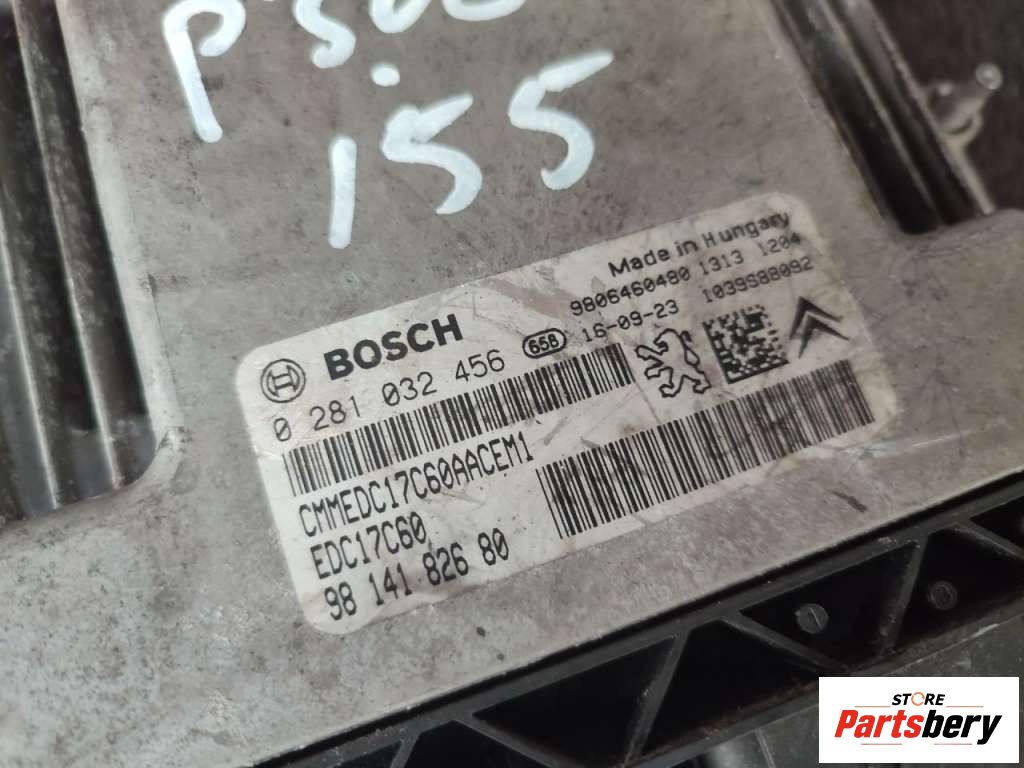 155
Made in Hungary
9806460480 1313 1204
16-09-23 1039S88092
BOSCH
0 281 032 456 658
CMMEDC17C60AACEM1
EDC17C60
98 141 826 80
STORE
Partsbery